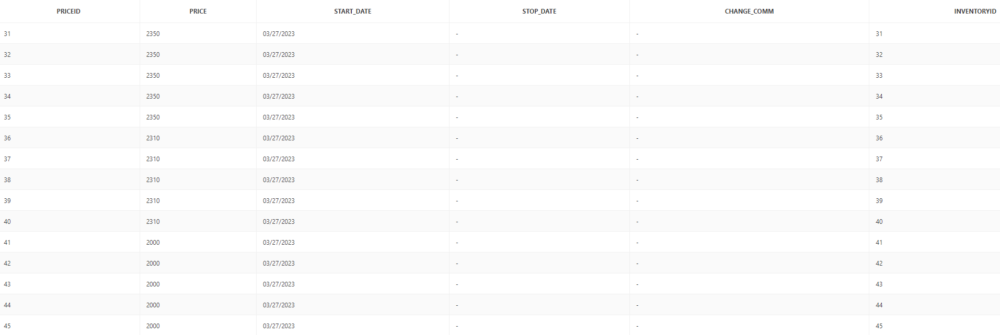 PRICEID PRICE START_DATE STOP_DATE CHANGE_COMM INVENTORYID
31 2350 03/27/2023 - - 31
32 2350 03/27/2023 - - 32
33 2350 03/27/2023 - - 33
34 2350 03/27/2023 - - 34
35 2350 03/27/2023 - - 35
36 2310 03/27/2023 - - 36
37 2310 03/27/2023 - - 37
38 2310 03/27/2023 - - 38
39 2310 03/27/2023 - - 39
40 2310 03/27/2023 - - 40
41 2000 03/27/2023 - - 41
42 2000 03/27/2023 - - 42
43 2000 03/27/2023 - - 43
44 2000 03/27/2023 - - 44
45 2000 03/27/2023 - - 45